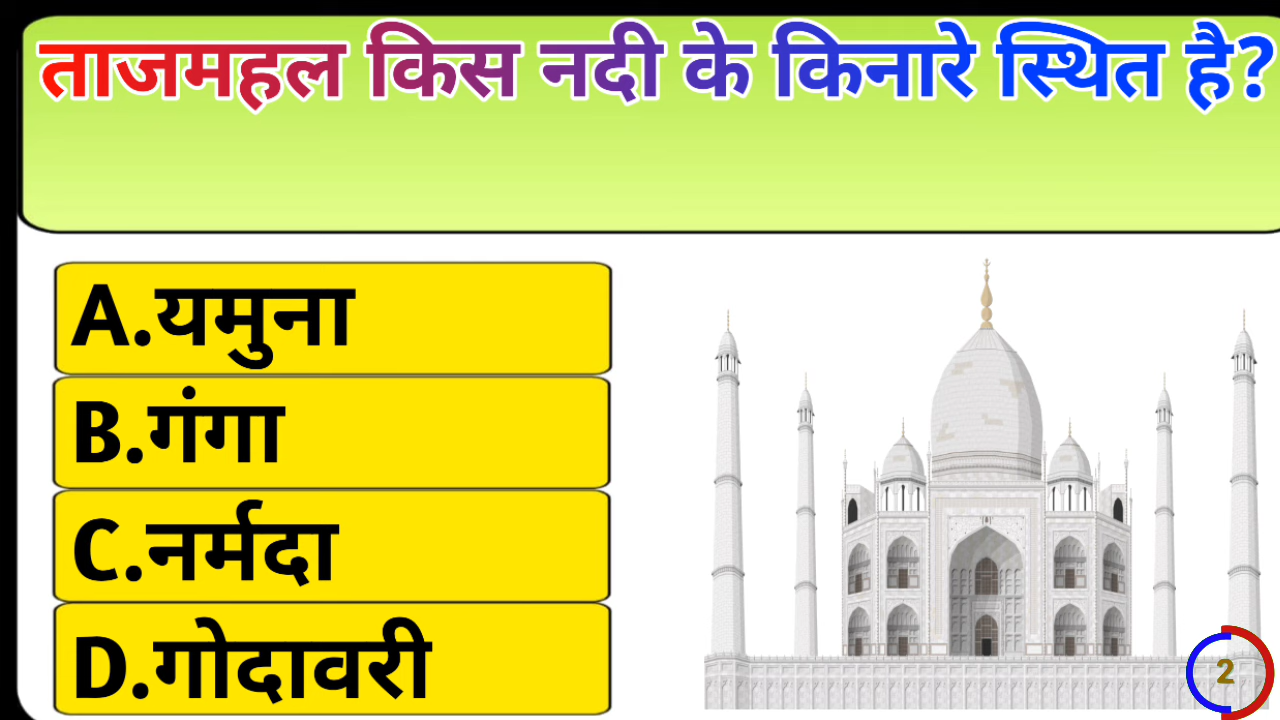 ताजमहल किस नदी के किनारे स्थित है?
A.यमुना
B.गंगा
C.नर्मदा
D.गोदावरी
2